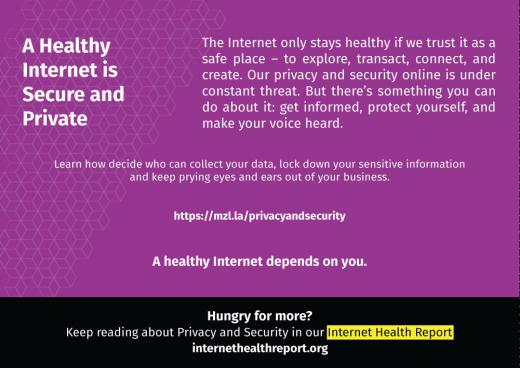 A Healthy
Internet is
Secure and
Private
The Internet only stays healthy if we trust it as a
safe place – to explore, transact, connect, and
create. Our privacy and security online is under
constant threat. But there's something you can
do about it: get informed, protect yourself, and
make your voice heard.
Learn how decide who can collect your data, lock down your sensitive information
and keep prying eyes and ears out of your business.
https://mzl.la/privacyandsecurity
A healthy Internet depends on you.
Hungry for more?
Keep reading about Privacy and Security in our Internet Health Report
internethealthreport.org